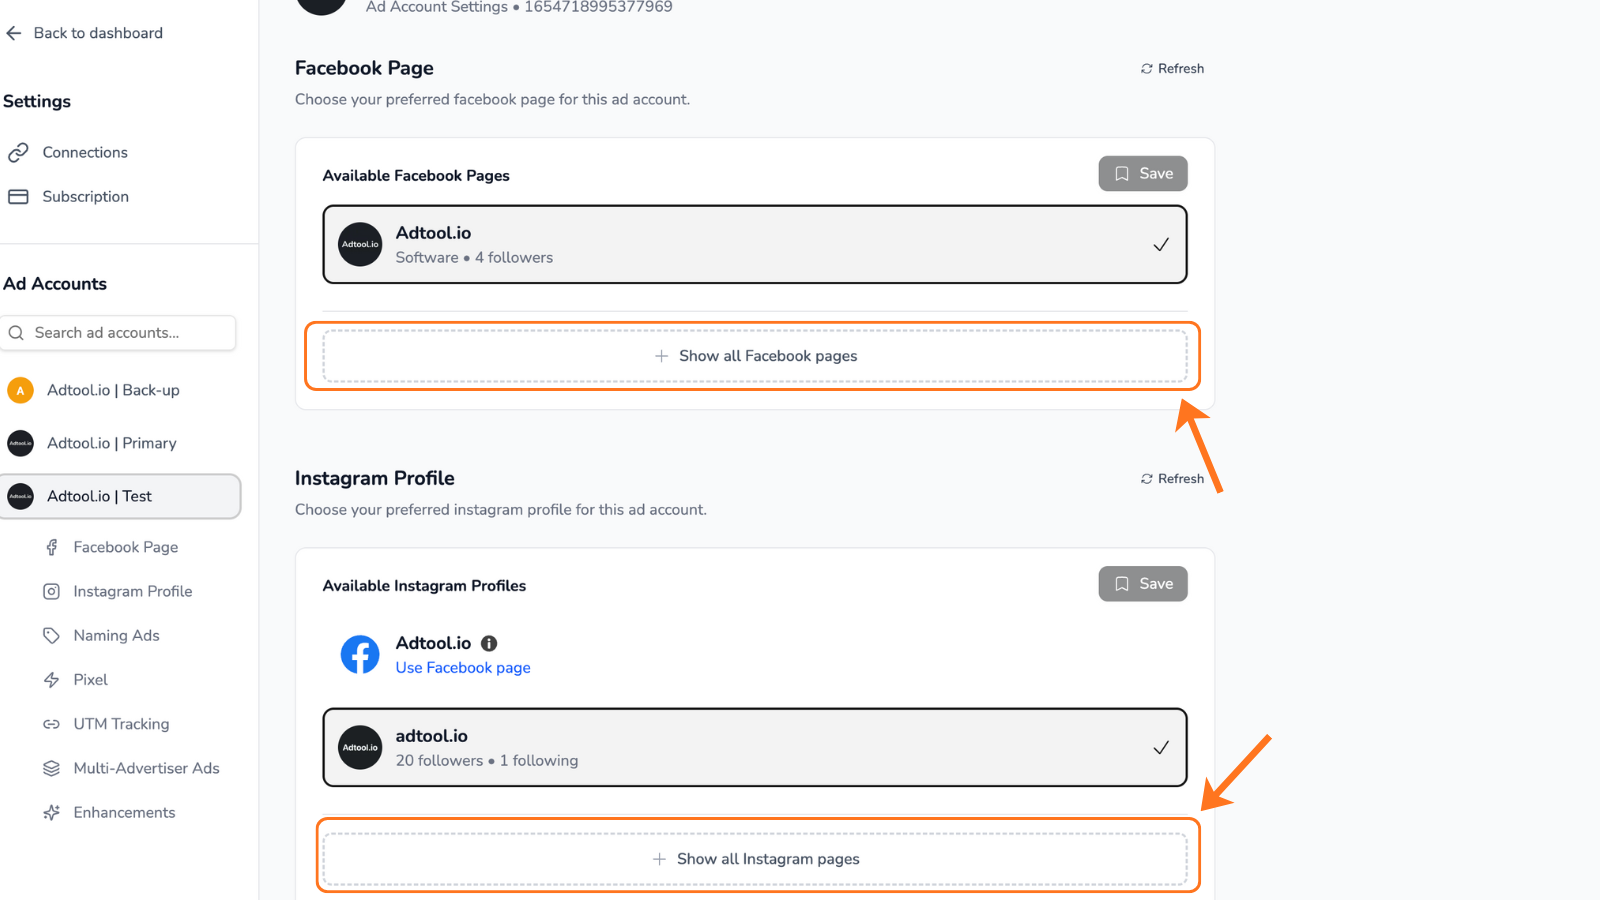 Back to dashboard
Settings
Connections
Subscription
Ad Accounts
Search ad accounts...
A
Adtool.io | Back-up
Adtool.io
Adtool.io | Primary
Adtool.io
Adtool.io | Test
Facebook Page
Instagram Profile
Naming Ads
Pixel
UTM Tracking
Multi-Advertiser Ads
Enhancements
Ad Account Settings • 1654718995377969
Facebook Page
Refresh
Choose your preferred facebook page for this ad account.
Available Facebook Pages
Save
Adtool.io
Adtool.io
Software • 4 followers
Show all Facebook pages
Instagram Profile
Refresh
Choose your preferred instagram profile for this ad account.
Available Instagram Profiles
Save
Adtool.io
Use Facebook page
Adtool.io
adtool.io
20 followers • 1 following
Show all Instagram pages